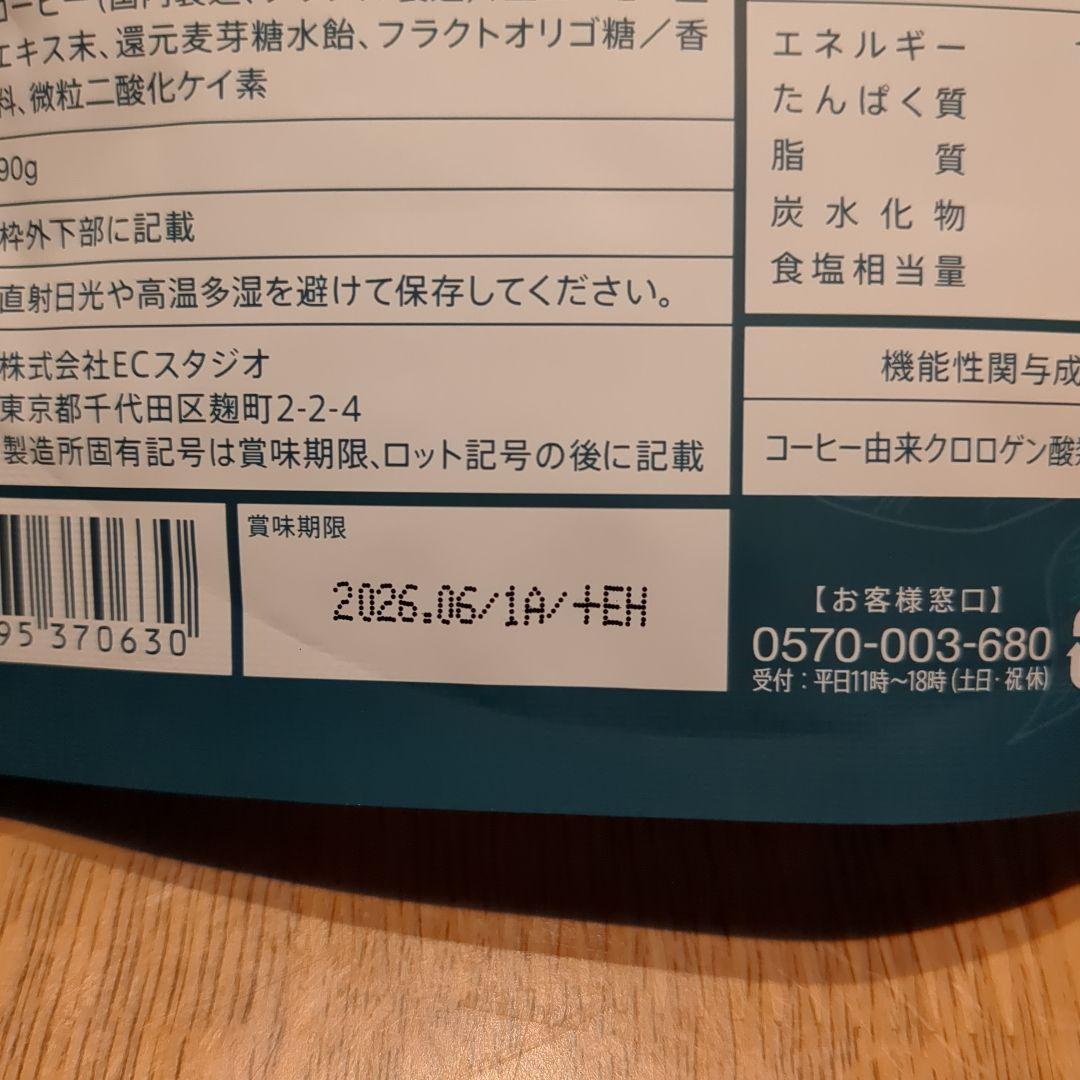 エキス末、還元麦芽糖水飴、フラクトオリゴ糖／香
料、微粒二酸化ケイ素
90g
枠外下部に記載
直射日光や高温多湿を避けて保存してください。
株式会社ECスタジオ
東京都千代田区麹町2-2-4
製造所固有記号は賞味期限、ロット記号の後に記載
エネルギー
たんぱく質
脂質
炭水化物
食塩相当量
機能性関与成
コーヒー由来クロロゲン酸
95 370630
賞味期限
2026.06/1A/+EH
【お客様窓口】
0570-003-680
受付：平日11時〜18時(土日・祝休)